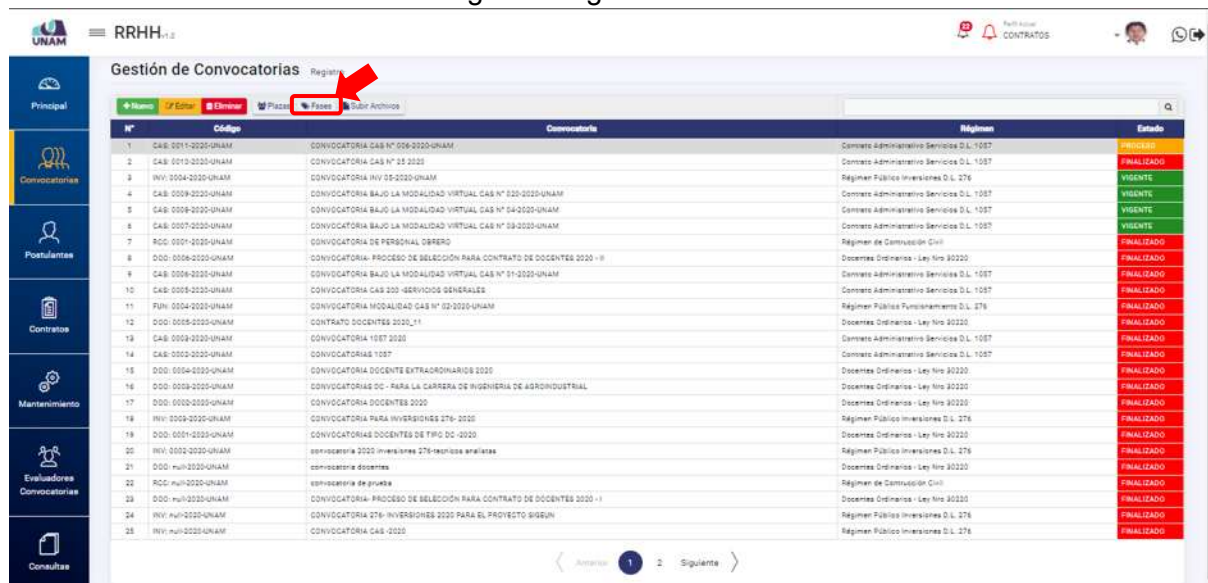 UNAM
RRHH v1.2
22
Perfil Actual
CONTRATOS
Gestión de Convocatorias Registro
Principal
Convocatorias
Postulantes
Contratos
Mantenimiento
Evaluadores
Convocatorias
Consultas
+Nuevo Editar Eliminar Plazas Fases Subir Archivos
N° Código Convocatoria Régimen Estado
1 CAS: 0011-2020-UNAM CONVOCATORIA CAS N° 006-2020-UNAM Contrato Administrativo Servicios D.L. 1057 PROCESO
2 CAS: 0010-2020-UNAM CONVOCATORIA CAS N° 25 2020 Contrato Administrativo Servicios D.L. 1057 FINALIZADO
3 INV: 0004-2020-UNAM CONVOCATORIA INV 05-2020-UNAM Régimen Público Inversiones D.L. 276 VIGENTE
4 CAS: 0009-2020-UNAM CONVOCATORIA BAJO LA MODALIDAD VIRTUAL CAS N° 020-2020-UNAM Contrato Administrativo Servicios D.L. 1057 VIGENTE
5 CAS: 0008-2020-UNAM CONVOCATORIA BAJO LA MODALIDAD VIRTUAL CAS N° 04-2020-UNAM Contrato Administrativo Servicios D.L. 1057 VIGENTE
6 CAS: 0007-2020-UNAM CONVOCATORIA BAJO LA MODALIDAD VIRTUAL CAS N° 03-2020-UNAM Contrato Administrativo Servicios D.L. 1057 VIGENTE
7 RCC: 0001-2020-UNAM CONVOCATORIA DE PERSONAL OBRERO Régimen de Contrucción Civil FINALIZADO
8 DOO: 0006-2020-UNAM CONVOCATORIA- PROCESO DE SELECCIÓN PARA CONTRATO DE DOCENTES 2020 - II Docentes Ordinarios - Ley Nro 30220 FINALIZADO
9 CAS: 0006-2020-UNAM CONVOCATORIA BAJO LA MODALIDAD VIRTUAL CAS N° 01-2020-UNAM Contrato Administrativo Servicios D.L. 1057 FINALIZADO
10 CAS: 0005-2020-UNAM CONVOCATORIA CAS 200 -SERVICIOS GENERALES Contrato Administrativo Servicios D.L. 1057 FINALIZADO
11 FUN: 0004-2020-UNAM CONVOCATORIA MODALIDAD CAS N° 02-2020-UNAM Régimen Público Funcionamiento D.L. 276 FINALIZADO
12 DOO: 0005-2020-UNAM CONTRATO DOCENTES 2020_11 Docentes Ordinarios - Ley Nro 30220 FINALIZADO
13 CAS: 0003-2020-UNAM CONVOCATORIA 1057 2020 Contrato Administrativo Servicios D.L. 1057 FINALIZADO
14 CAS: 0002-2020-UNAM CONVOCATORIAS 1057 Contrato Administrativo Servicios D.L. 1057 FINALIZADO
15 DOO: 0004-2020-UNAM CONVOCATORIA DOCENTE EXTRAORDINARIOS 2020 Docentes Ordinarios - Ley Nro 30220 FINALIZADO
16 DOO: 0003-2020-UNAM CONVOCATORIAS DC - PARA LA CARRERA DE INGENIERIA DE AGROINDUSTRIAL Docentes Ordinarios - Ley Nro 30220 FINALIZADO
17 DOO: 0002-2020-UNAM CONVOCATORIA DOCENTES 2020 Docentes Ordinarios - Ley Nro 30220 FINALIZADO
18 INV: 0003-2020-UNAM CONVOCATORIA PARA INVERSIONES 276- 2020 Régimen Público Inversiones D.L. 276 FINALIZADO
19 DOO: 0001-2020-UNAM CONVOCATORIAS DOCENTES DE TIPO DC -2020 Docentes Ordinarios - Ley Nro 30220 FINALIZADO
20 INV: 0002-2020-UNAM convocatoria 2020 inversiones 276-tecnicos analistas Régimen Público Inversiones D.L. 276 FINALIZADO
21 DOO: null-2020-UNAM convocatoria docentes Docentes Ordinarios - Ley Nro 30220 FINALIZADO
22 RCC: null-2020-UNAM convocatoria de prueba Régimen de Contrucción Civil FINALIZADO
23 DOO: null-2020-UNAM CONVOCATORIA- PROCESO DE SELECCIÓN PARA CONTRATO DE DOCENTES 2020 - I Docentes Ordinarios - Ley Nro 30220 FINALIZADO
24 INV: null-2020-UNAM CONVOCATORIA 276- INVERSIONES 2020 PARA EL PROYECTO SIGEUN Régimen Público Inversiones D.L. 276 FINALIZADO
25 INV: null-2020-UNAM CONVOCATORIA CAS -2020 Régimen Público Inversiones D.L. 276 FINALIZADO
Anterior 1 2 Siguiente